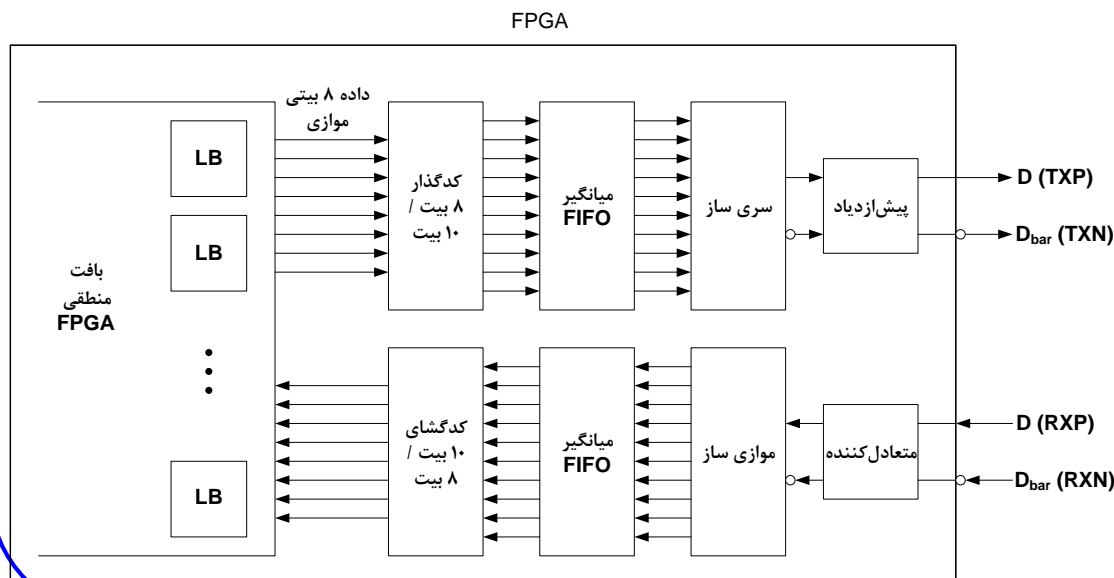 FPGA
داده ۸ بیتی
موازی
LB
LB
LB
بافت
منطقی
FPGA
کدگذار
۸ بیت /
۱۰ بیت
میانگیر
FIFO
سری ساز
پیش‌ازدیاد
D (TXP)
Dbar (TXN)
کدگشای
۱۰ بیت /
۸ بیت
میانگیر
FIFO
موازی ساز
متعادل‌کننده
D (RXP)
Dbar (RXN)